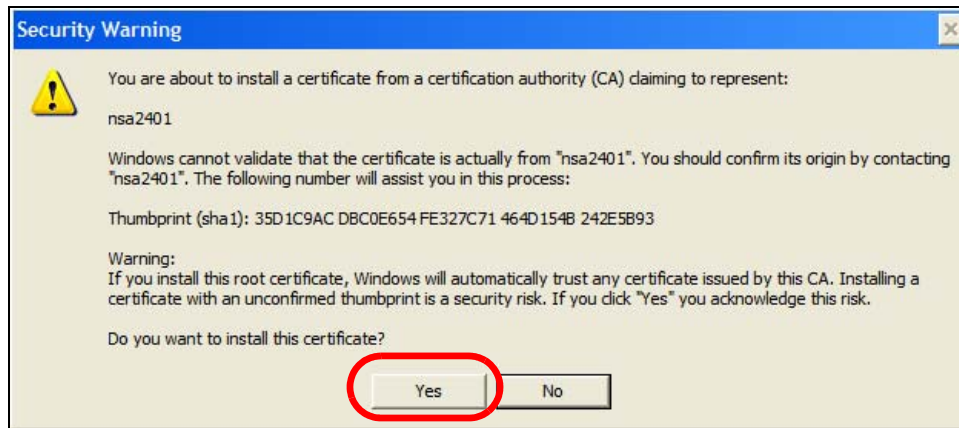 Security Warning
You are about to install a certificate from a certification authority (CA) claiming to represent:
nsa2401
Windows cannot validate that the certificate is actually from "nsa2401". You should confirm its origin by contacting
"nsa2401". The following number will assist you in this process:
Thumbprint (sha1): 35D1C9AC DBC0E654 FE327C71 464D154B 242E5B93
Warning:
If you install this root certificate, Windows will automatically trust any certificate issued by this CA. Installing a
certificate with an unconfirmed thumbprint is a security risk. If you click "Yes" you acknowledge this risk.
Do you want to install this certificate?
Yes No